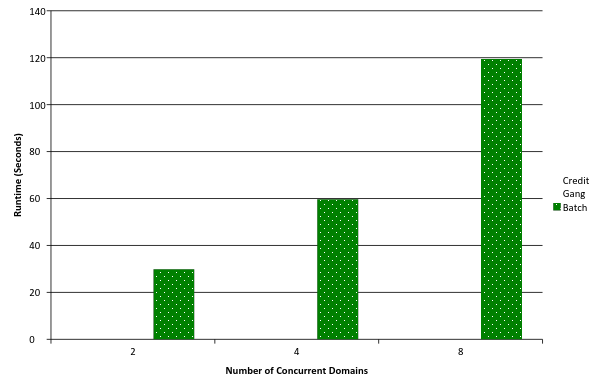 140
120
100
80
60
40
20
0
Runtime (Seconds)
2 4 8
Number of Concurrent Domains
Credit
Gang
Batch